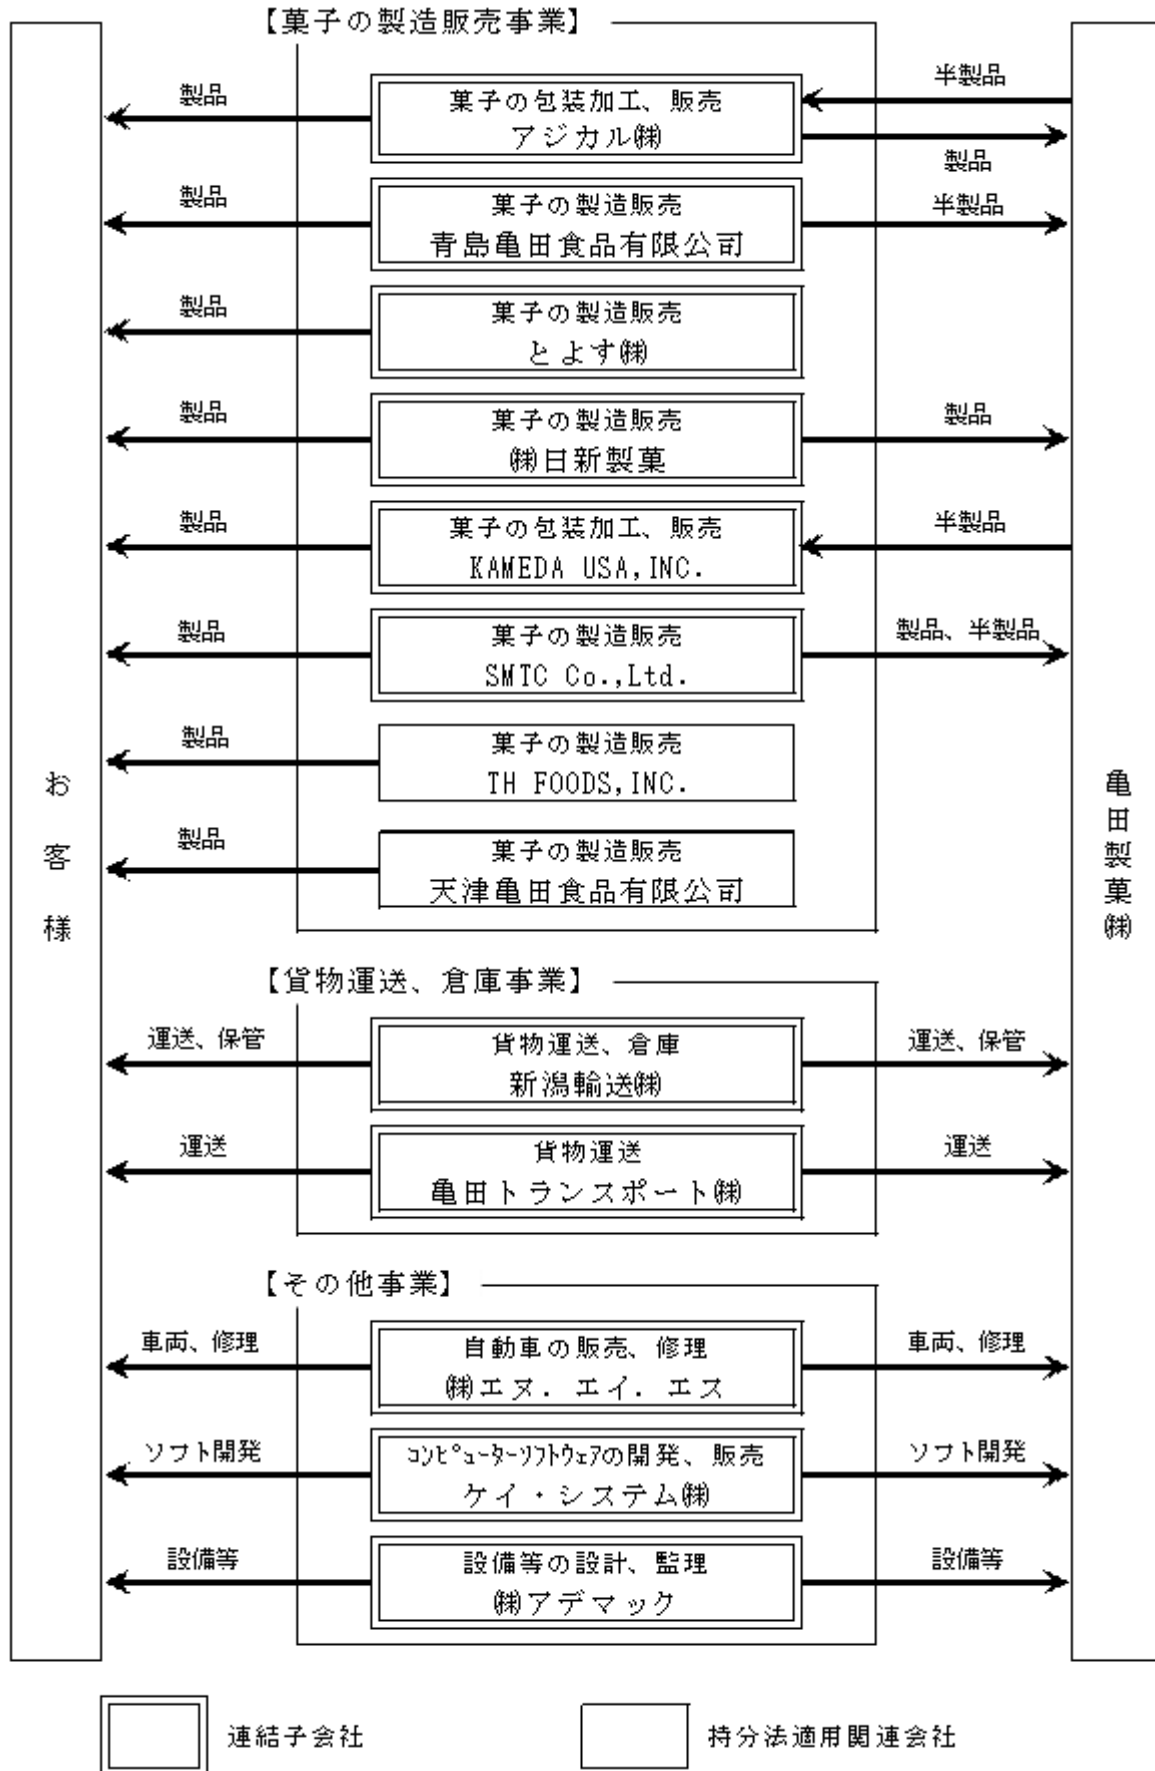 【菓子の製造販売事業】
製品
菓子の包装加工、販売
アジカル㈱
半製品
製品
製品
菓子の製造販売
青島亀田食品有限公司
半製品
製品
菓子の製造販売
とよす㈱
製品
菓子の製造販売
㈱日新製菓
製品
製品
菓子の包装加工、販売
KAMEDA USA,INC.
半製品
製品
菓子の製造販売
SMTC Co.,Ltd.
製品、半製品
製品
菓子の製造販売
TH FOODS,INC.
製品
菓子の製造販売
天津亀田食品有限公司
お客様
亀田製菓㈱
【貨物運送、倉庫事業】
運送、保管
貨物運送、倉庫
新潟輸送㈱
運送、保管
運送
貨物運送
亀田トランスポート㈱
運送
【その他事業】
車両、修理
自動車の販売、修理
㈱エヌ．エイ．エス
車両、修理
ソフト開発
ｺﾝﾋﾟｭｰﾀｰｿﾌﾄｳｪｱの開発、販売
ケイ・システム㈱
ソフト開発
設備等
設備等の設計、監理
㈱アデマック
設備等
連結子会社
持分法適用関連会社